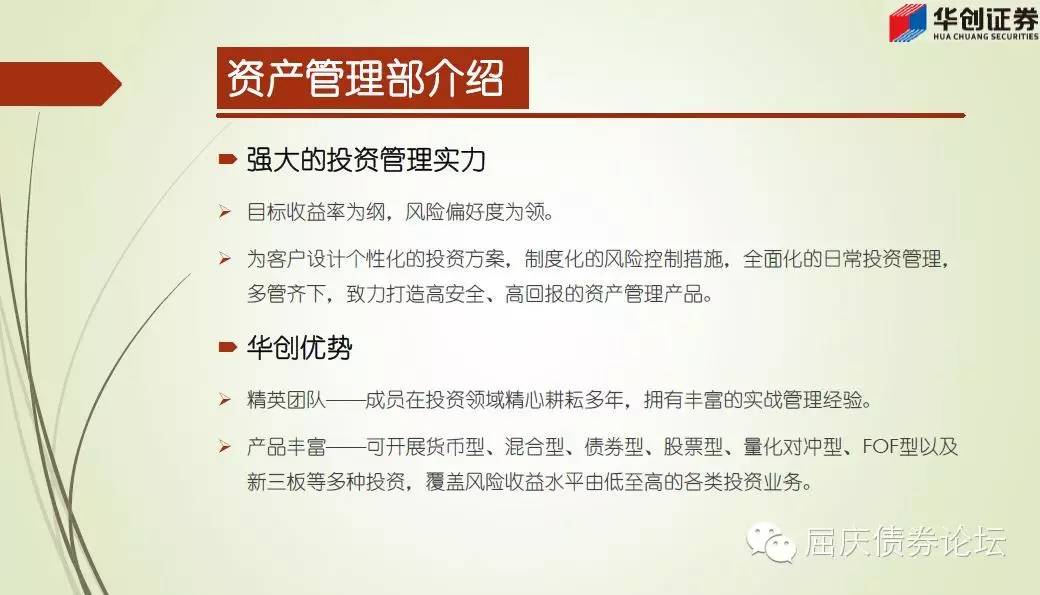 华创证券
HUA CHUANG SECURITIES
资产管理部介绍
强大的投资管理实力
目标收益率为纲，风险偏好度为领。
为客户设计个性化的投资方案，制度化的风险控制措施，全面化的日常投资管理，
多管齐下，致力打造高安全、高回报的资产管理产品。
华创优势
精英团队——成员在投资领域精心耕耘多年，拥有丰富的实战管理经验。
产品丰富——可开展货币型、混合型、债券型、股票型、量化对冲型、FOF型以及
新三板等多种投资，覆盖风险收益水平由低至高的各类投资业务。
屈庆债券论坛